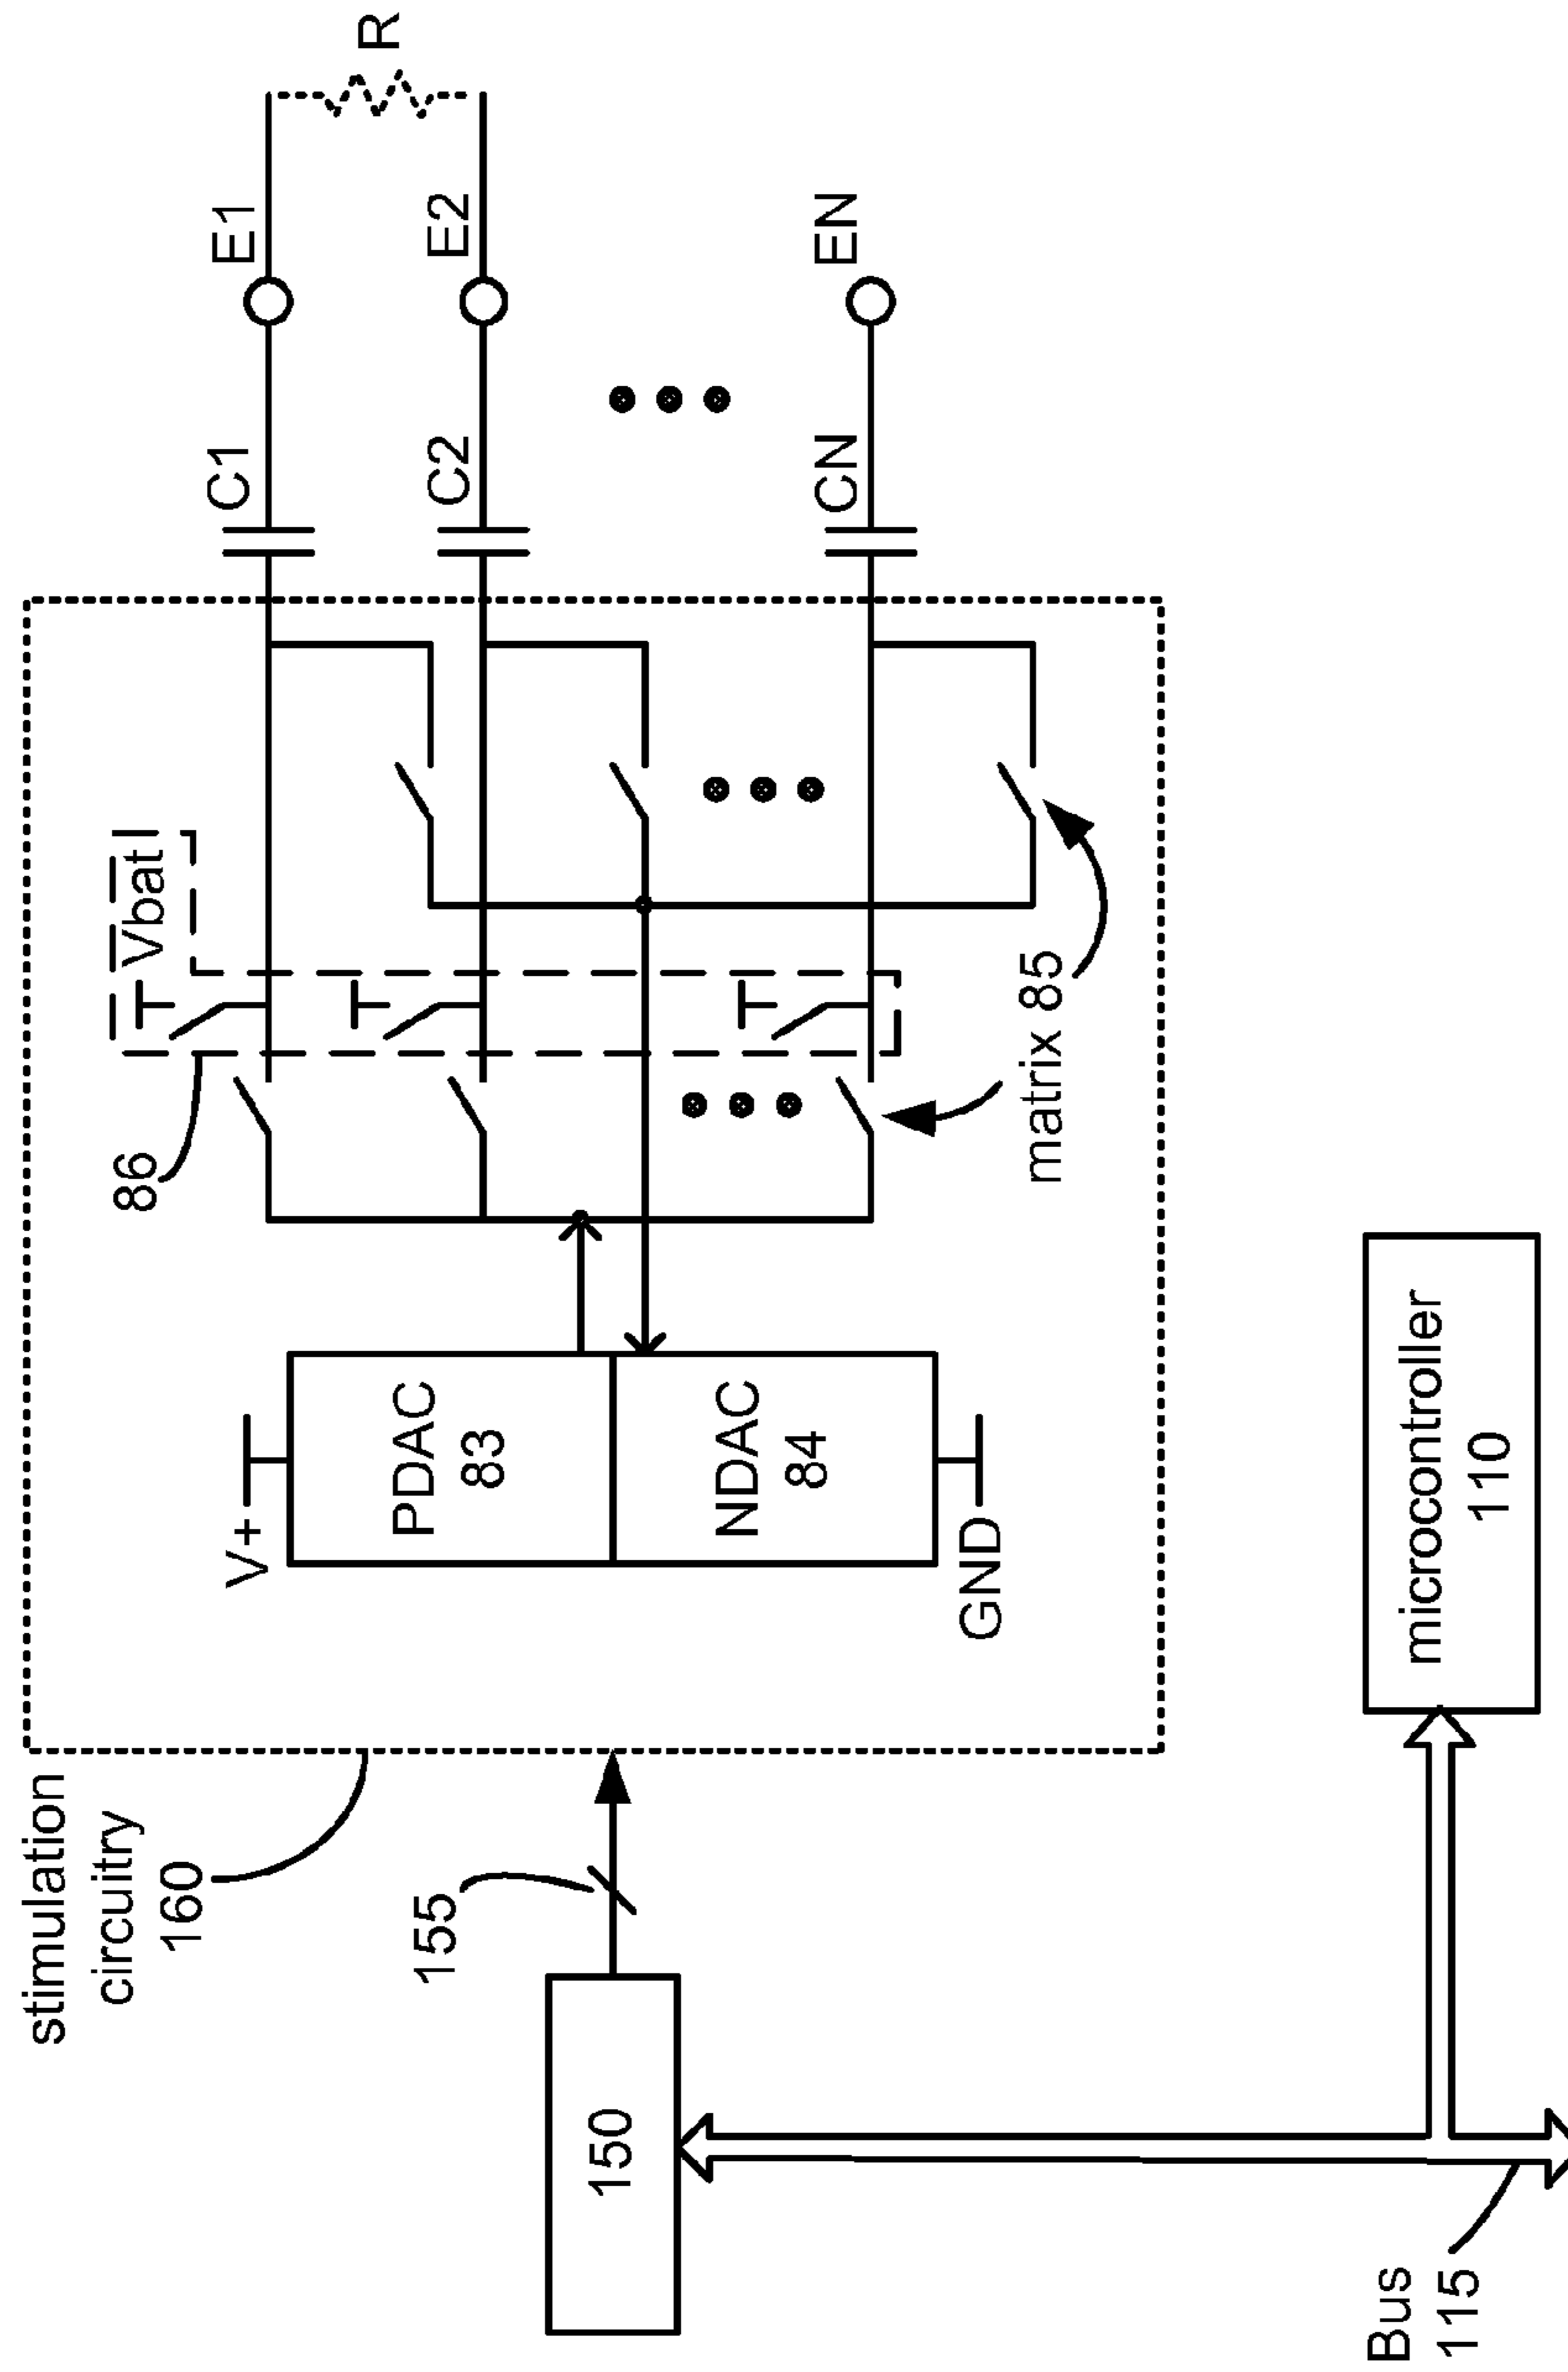 stimulation
circuitry
160
155
150
Bus
115
microcontroller
110
V+
PDAC
83
NDAC
84
GND
86
Vbat
matrix 85
C1
C2
CN
E1
E2
EN
R